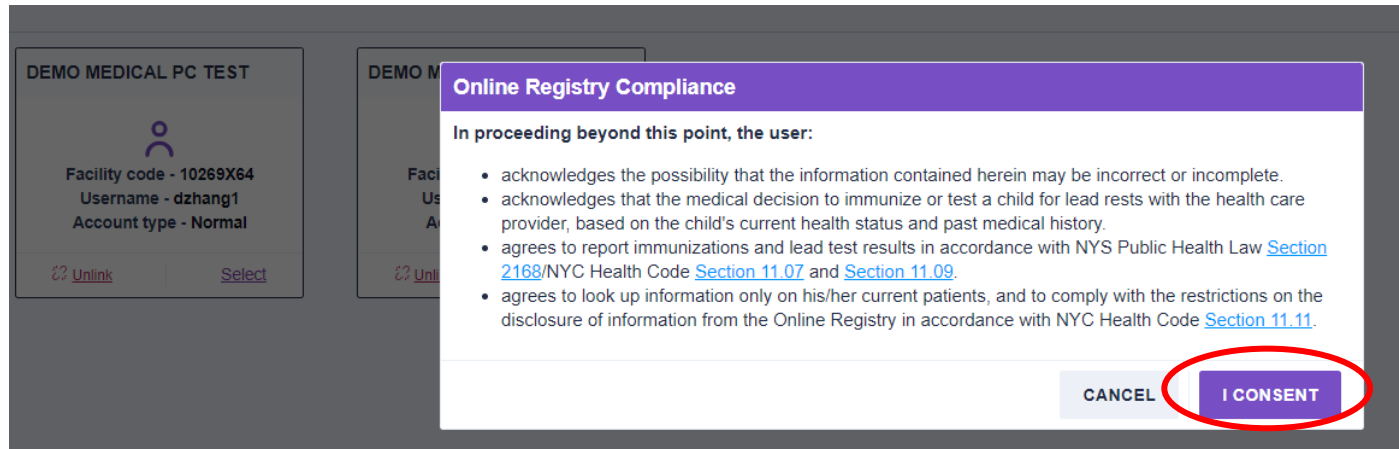 DEMO MEDICAL PC TEST
Facility code - 10269X64
Username - dzhang1
Account type - Normal
Unlink
Select
DEMO
Online Registry Compliance
In proceeding beyond this point, the user:
• acknowledges the possibility that the information contained herein may be incorrect or incomplete.
• acknowledges that the medical decision to immunize or test a child for lead rests with the health care
provider, based on the child's current health status and past medical history.
• agrees to report immunizations and lead test results in accordance with NYS Public Health Law Section
2168/NYC Health Code Section 11.07 and Section 11.09.
• agrees to look up information only on his/her current patients, and to comply with the restrictions on the
disclosure of information from the Online Registry in accordance with NYC Health Code Section 11.11.
CANCEL
I CONSENT